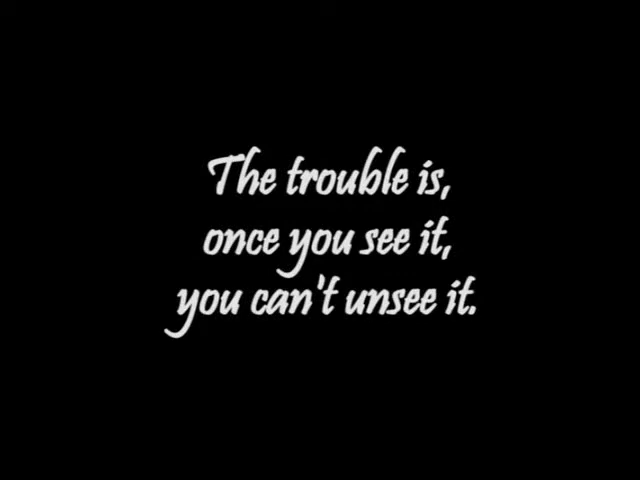 The trouble is,
once you see it,
you can't unsee it.